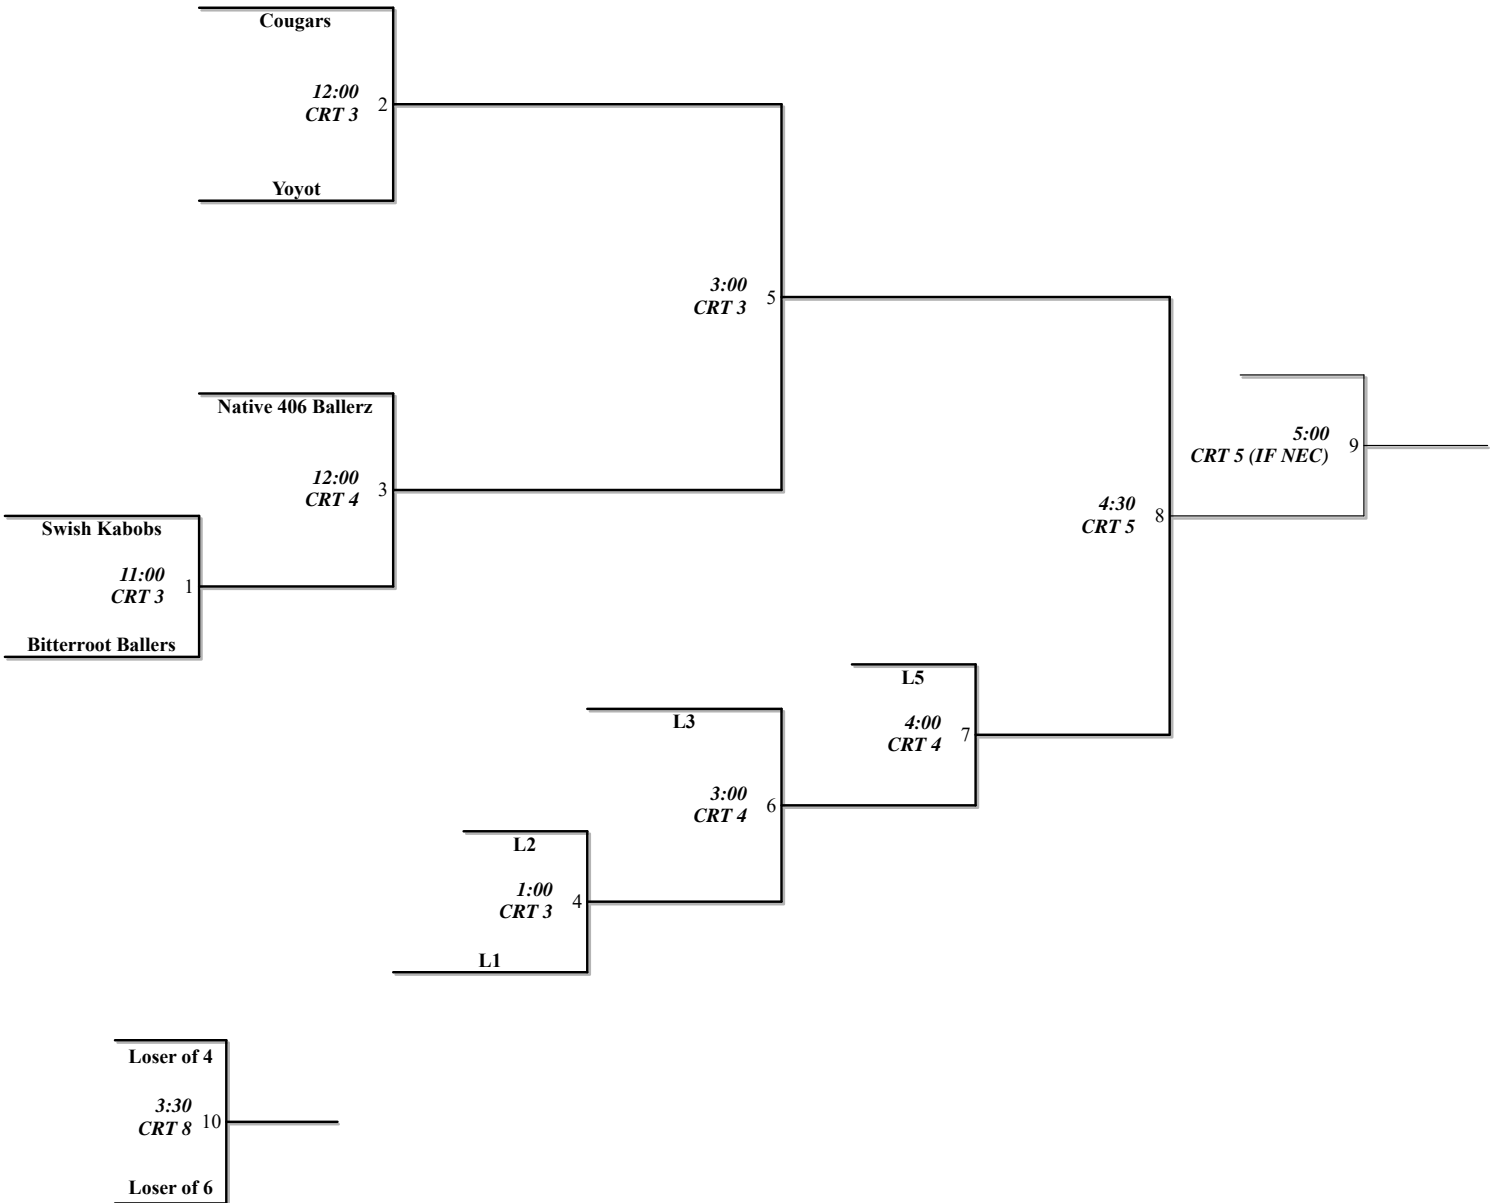 Cougars
12:00
CRT 3
2
Yoyot
3:00
CRT 3
5
Native 406 Ballerz
12:00
CRT 4
3
5:00
CRT 5 (IF NEC)
9
Swish Kabobs
11:00
CRT 3
1
Bitterroot Ballers
4:30
CRT 5
8
L5
4:00
CRT 4
7
L3
3:00
CRT 4
6
L2
1:00
CRT 3
4
L1
Loser of 4
3:30
CRT 8
10
Loser of 6